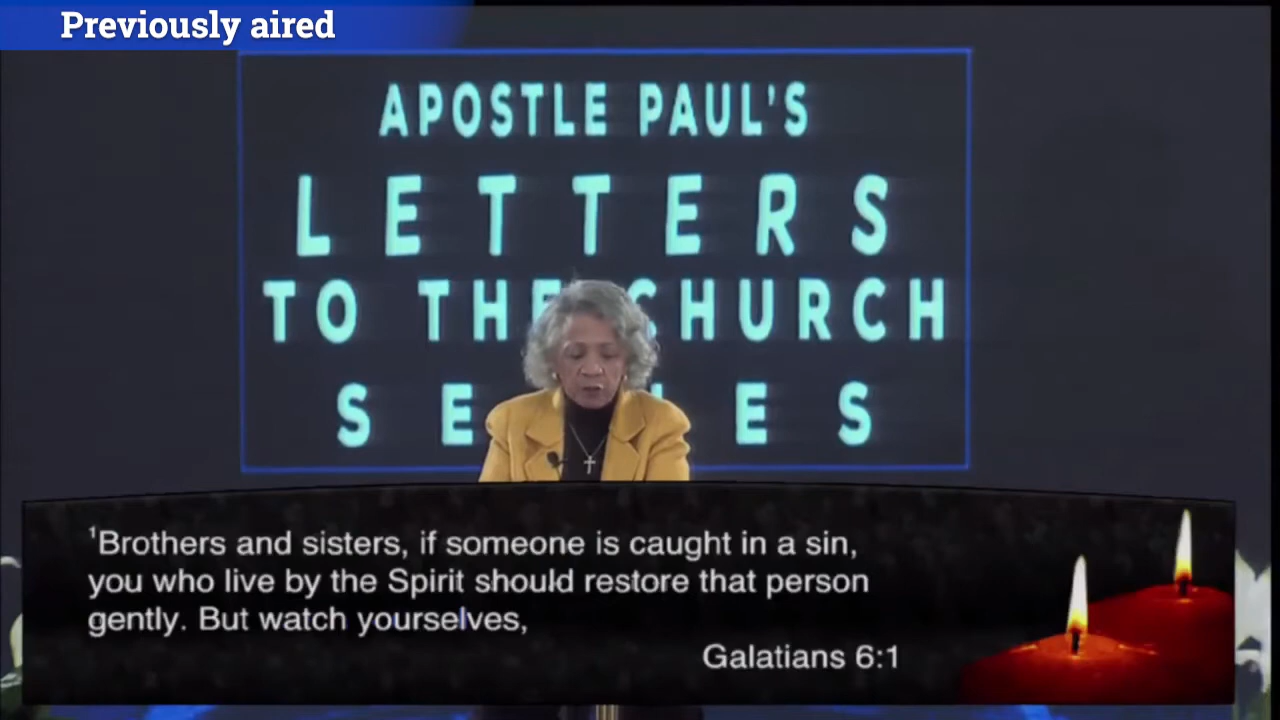 Previously aired
APOSTLE PAUL'S
LETTERS
TO THE CHURCH
SERIES
¹Brothers and sisters, if someone is caught in a sin,
you who live by the Spirit should restore that person
gently. But watch yourselves,
Galatians 6:1